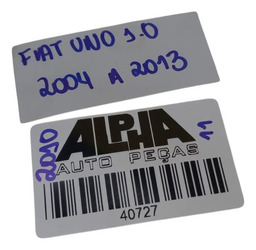 FIAT UNO 1.0
2004 A 2013
ALPHA
AUTO PEÇAS
2010
11
40727